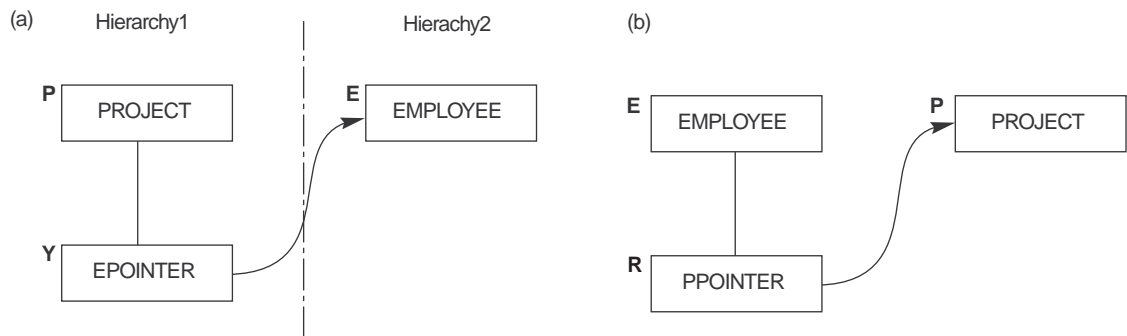 (a) Hierarchy1 Hierachy2
P PROJECT E EMPLOYEE
Y EPOINTER
(b)
E EMPLOYEE P PROJECT
R PPOINTER